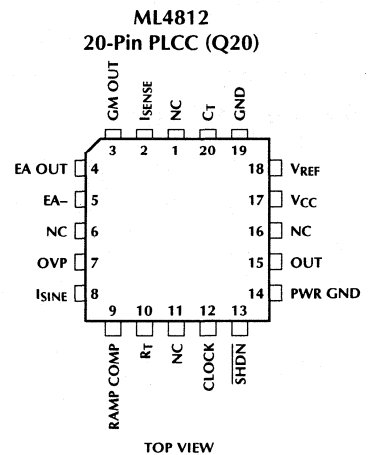 ML4812
20-Pin PLCC (Q20)
GM OUT
ISENSE
NC
CT
GND
3 2 1 20 19
EA OUT 4
EA– 5
NC 6
OVP 7
ISINE 8
18 VREF
17 VCC
16 NC
15 OUT
14 PWR GND
9 10 11 12 13
RAMP COMP
RT
NC
CLOCK
SHDN
TOP VIEW